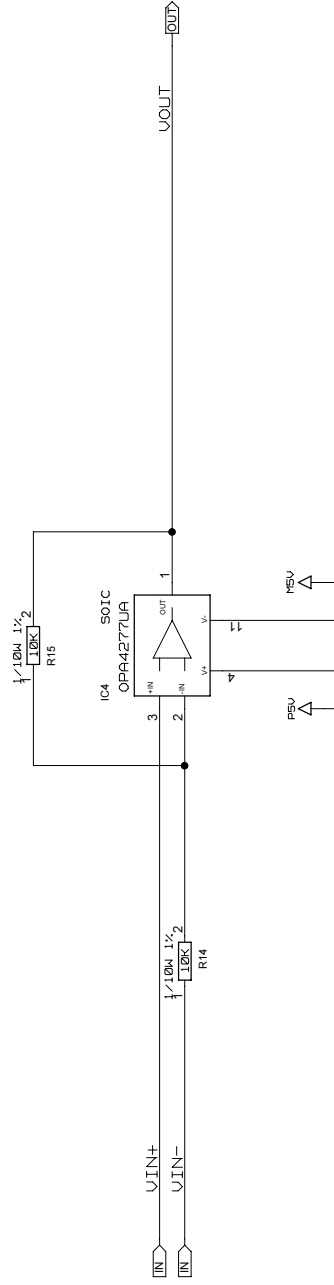 OUT
VOUT
1/10W 1%
1
10K
2
R15
IC4
SOIC
OPA4277UA
3
+IN
OUT
1
2
-IN
V+
V-
4
11
P5V
M5V
1/10W 1%
1
10K
2
R14
VIN+
VIN-
IN
IN